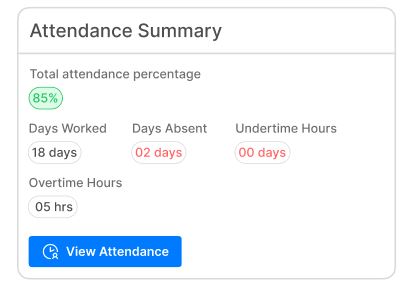 Attendance Summary
Total attendance percentage
85%
Days Worked Days Absent Undertime Hours
18 days 02 days 00 days
Overtime Hours
05 hrs
View Attendance